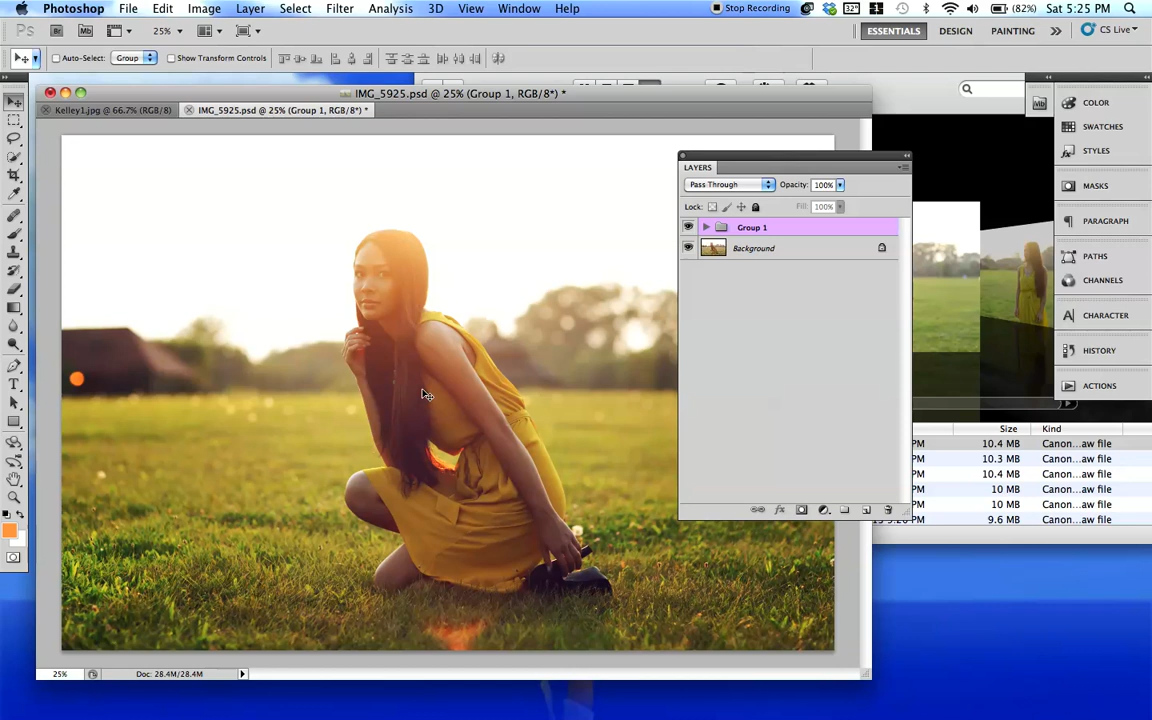 Photoshop File Edit Image Layer Select Filter Analysis 3D View Window Help Stop Recording 32° (82%) Sat 5:25 PM
Ps Br Mb 25% ESSENTIALS DESIGN PAINTING CS Live
Auto-Select: Group Show Transform Controls
IMG_5925.psd @ 25% (Group 1, RGB/8*) *
Kelley1.jpg @ 66.7% (RGB/8) IMG_5925.psd @ 25% (Group 1, RGB/8*) *
LAYERS
Pass Through Opacity: 100%
Lock: Fill: 100%
Group 1
Background
Mb
COLOR
SWATCHES
STYLES
MASKS
PARAGRAPH
PATHS
CHANNELS
CHARACTER
HISTORY
ACTIONS
Size Kind
PM 10.4 MB Canon...aw file
PM 10.3 MB Canon...aw file
PM 10.4 MB Canon...aw file
PM 10 MB Canon...aw file
PM 10 MB Canon...aw file
PM 9.6 MB Canon...aw file
25% Doc: 28.4M/28.4M